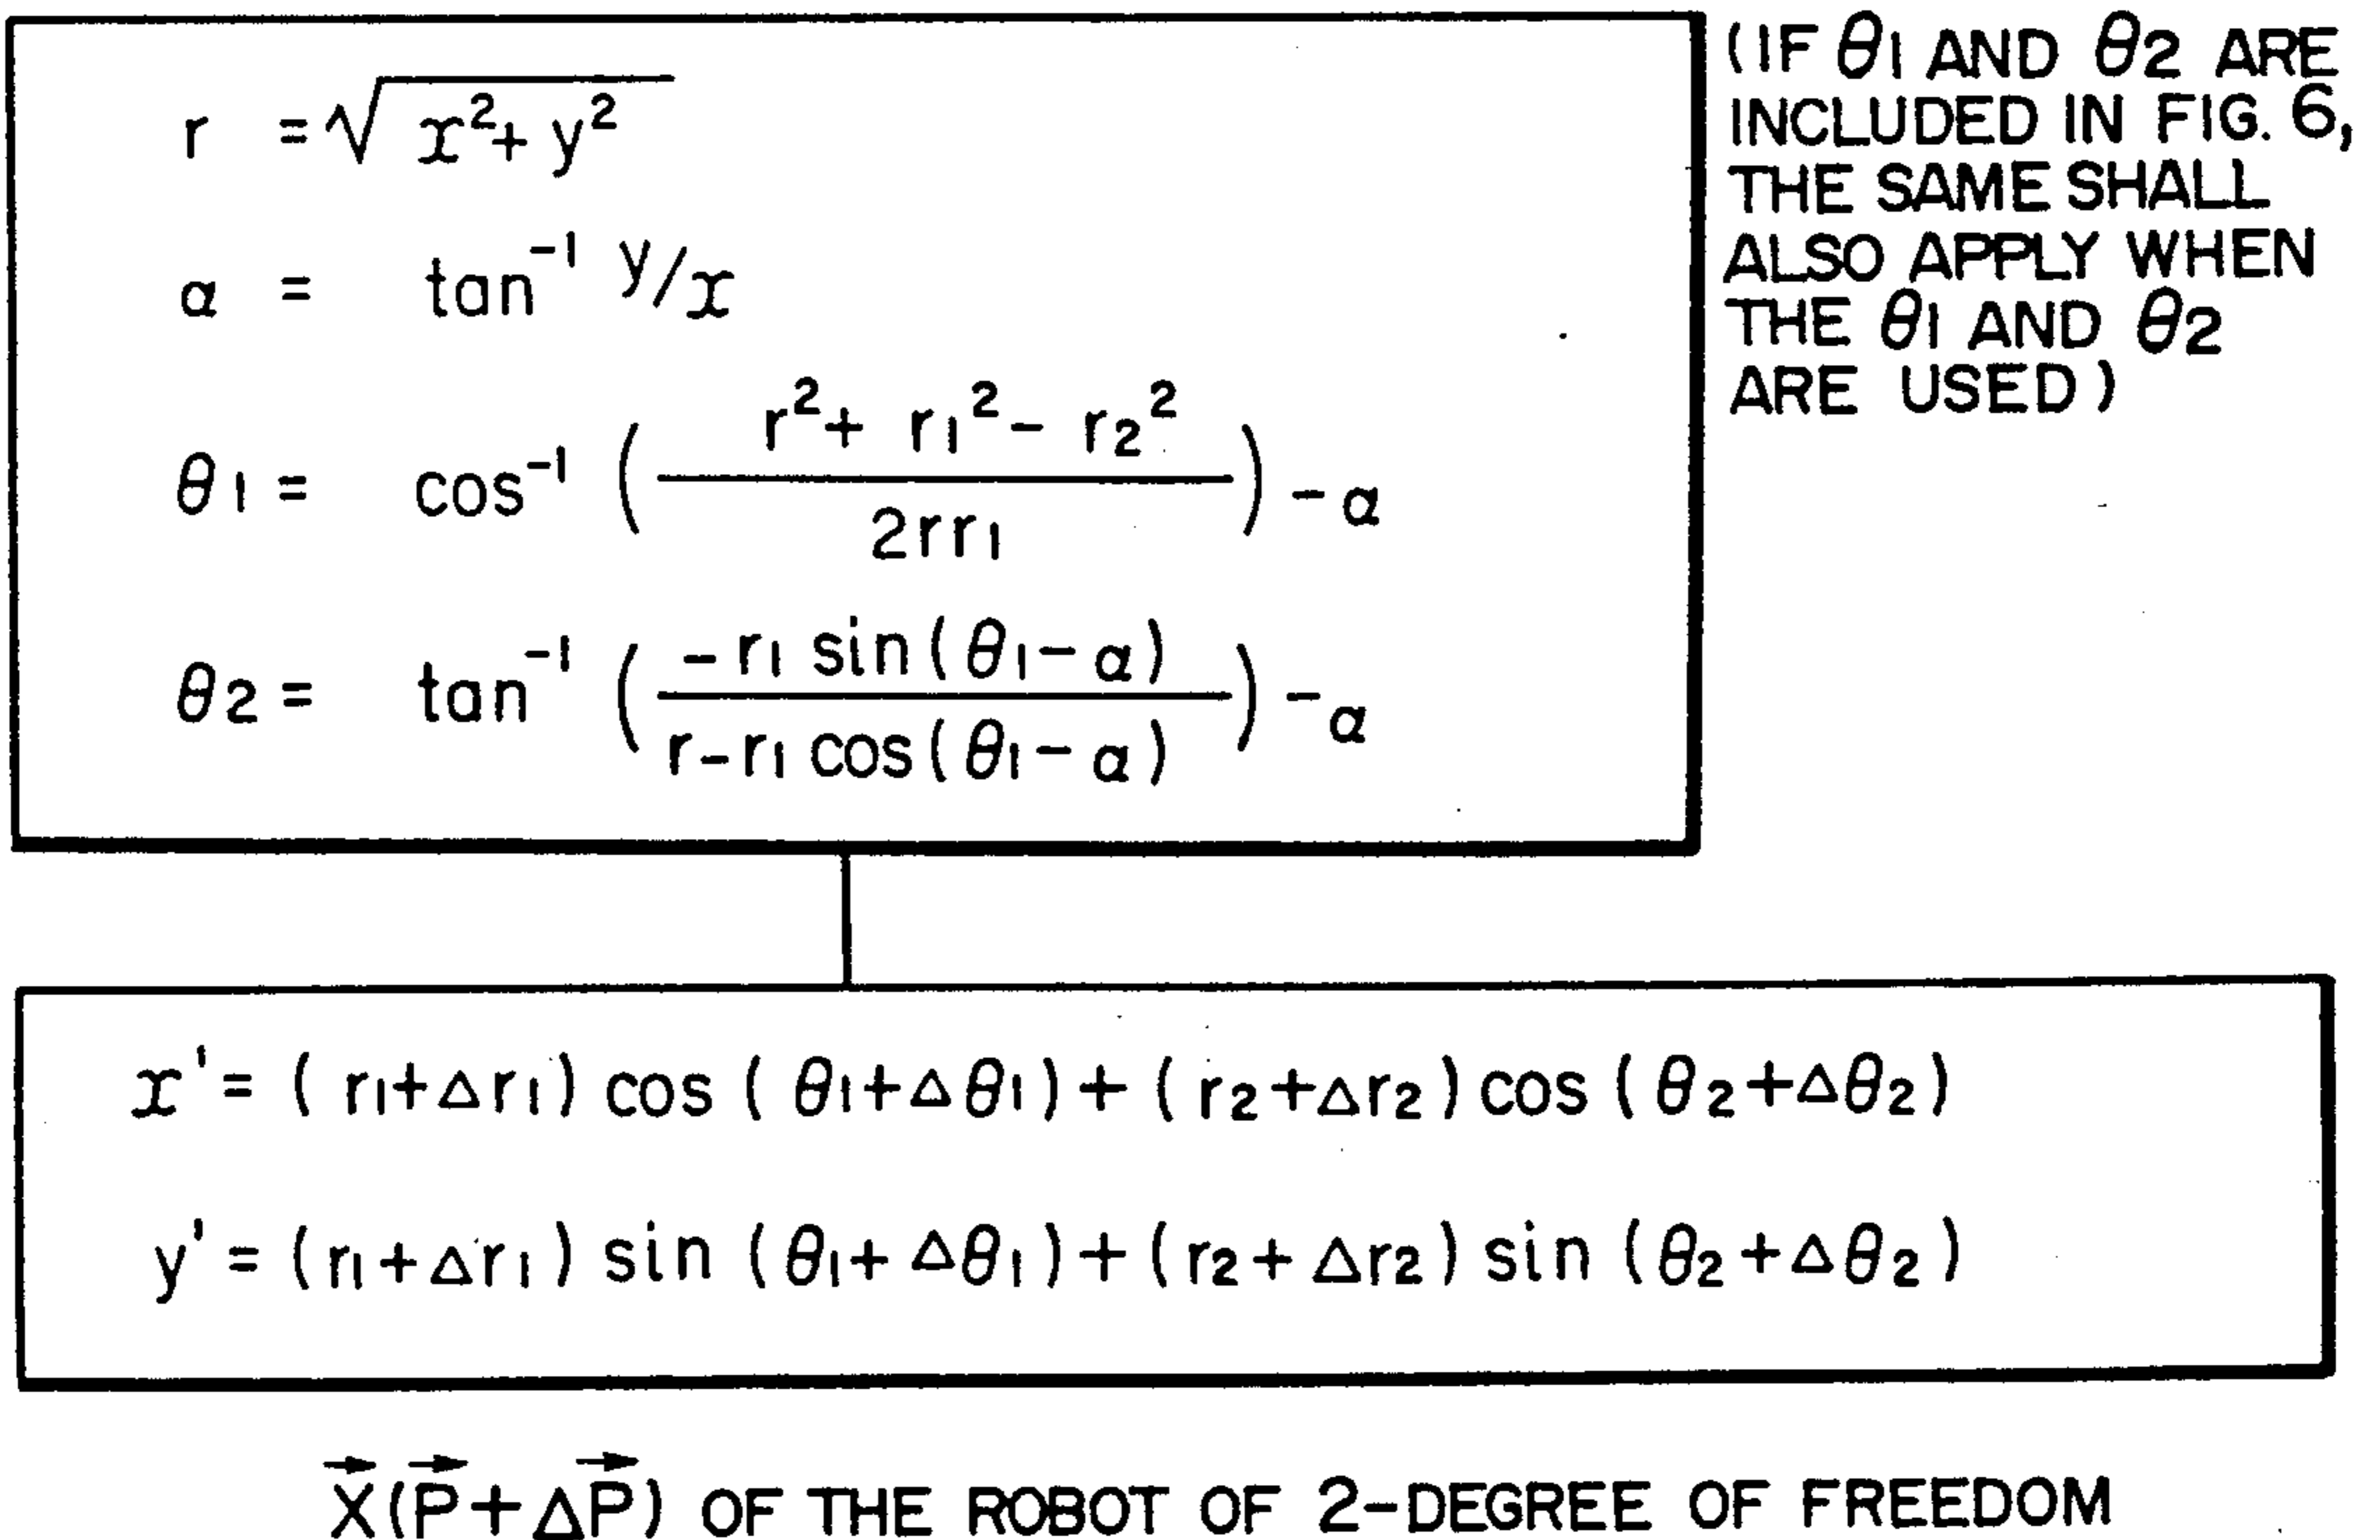 r = √x²+y²
α = tan⁻¹ y/x
θ1 = cos⁻¹ ( (r²+ r1² − r2²) / 2rr1 ) − α
θ2 = tan⁻¹ ( −r1 sin(θ1−α) / r−r1 cos(θ1−α) ) − α
(IF θ1 AND θ2 ARE
INCLUDED IN FIG. 6,
THE SAME SHALL
ALSO APPLY WHEN
THE θ1 AND θ2
ARE USED)
x' = (r1+Δr1) cos (θ1+Δθ1)+(r2+Δr2) cos (θ2+Δθ2)
y' = (r1+Δr1) sin (θ1+Δθ1)+(r2+Δr2) sin (θ2+Δθ2)
X⃗(P⃗+ΔP⃗) OF THE ROBOT OF 2-DEGREE OF FREEDOM